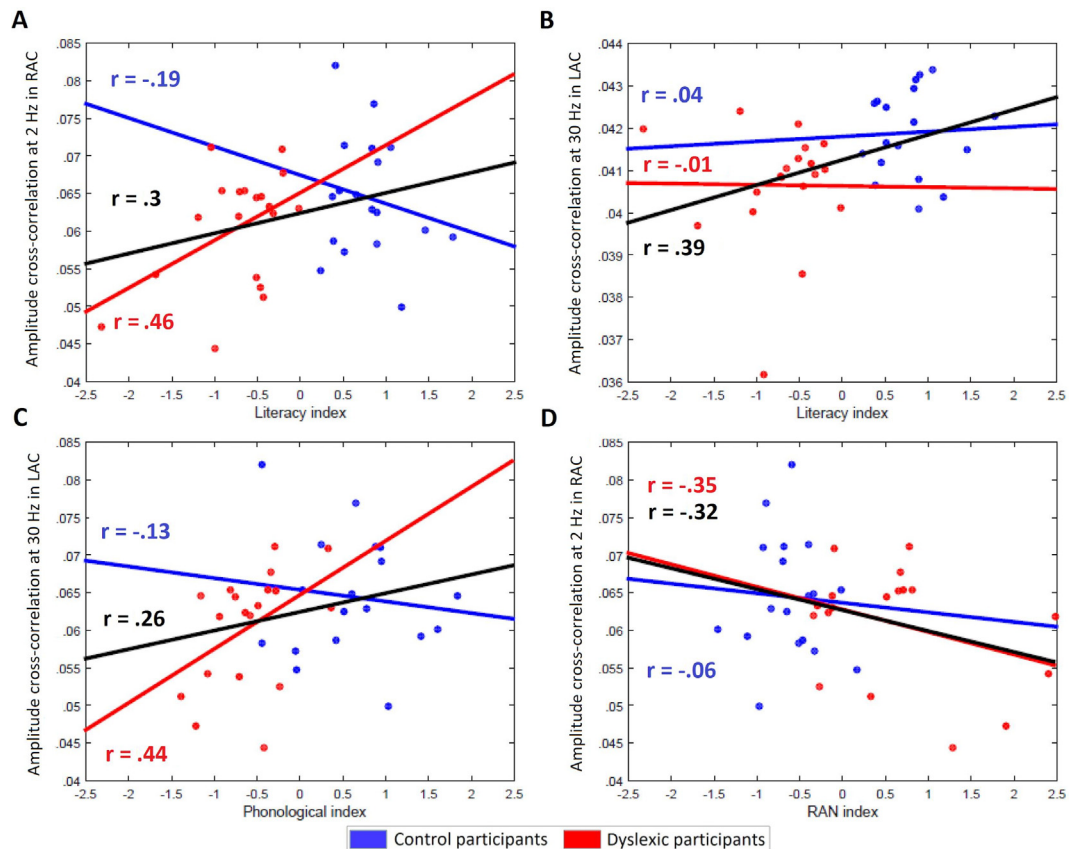 A
Amplitude cross-correlation at 2 Hz in RAC
.085
.08
.075
.07
.065
.06
.055
.05
.045
.04
r = -.19
r = .3
r = .46
-2.5 -2 -1.5 -1 -0.5 0 0.5 1 1.5 2 2.5
Literacy index
B
Amplitude cross-correlation at 30 Hz in LAC
.044
.043
.042
.041
.04
.039
.038
.037
.036
r = .04
r = -.01
r = .39
-2.5 -2 -1.5 -1 -0.5 0 0.5 1 1.5 2 2.5
Literacy index
C
Amplitude cross-correlation at 30 Hz in LAC
.085
.08
.075
.07
.065
.06
.055
.05
.045
.04
r = -.13
r = .26
r = .44
-2.5 -2 -1.5 -1 -0.5 0 0.5 1 1.5 2 2.5
Phonological index
D
Amplitude cross-correlation at 2 Hz in RAC
.085
.08
.075
.07
.065
.06
.055
.05
.045
.04
r = -.35
r = -.32
r = -.06
-2.5 -2 -1.5 -1 -0.5 0 0.5 1 1.5 2 2.5
RAN index
Control participants Dyslexic participants